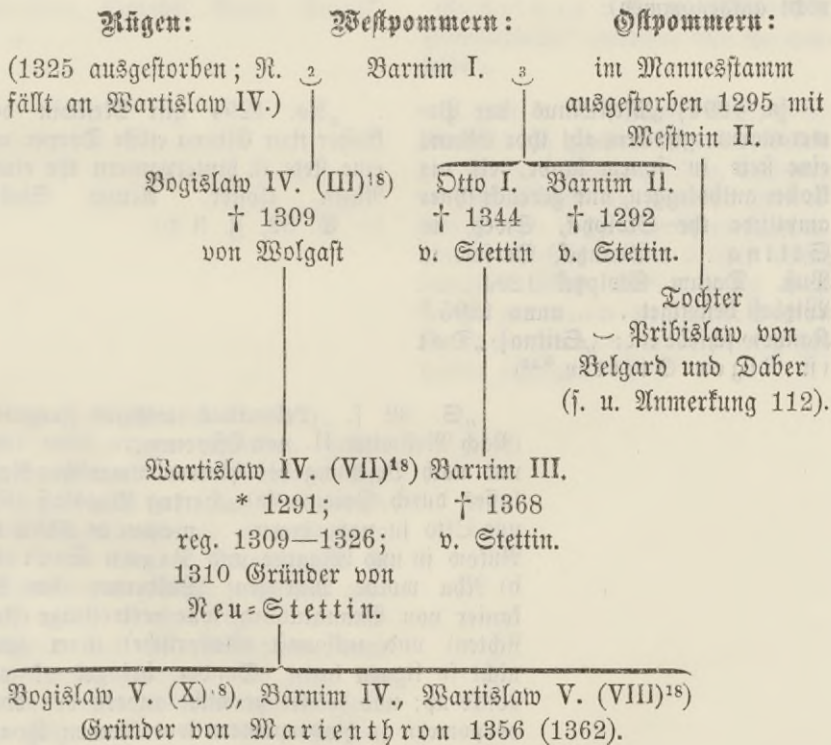 Rügen: Westpommern: Ostpommern:
(1325 ausgestorben; R. 2 Barnim I. 3 im Mannesstamm
fällt an Wartislaw IV.) ausgestorben 1295 mit
Mestwin II.
Bogislaw IV. (III)¹⁸) Otto I. Barnim II.
† 1309 † 1344 † 1292
von Wolgast v. Stettin v. Stettin.
Tochter
⌣ Pribislaw von
Belgard und Daber
(s. u. Anmerkung 112).
Wartislaw IV. (VII)¹⁸) Barnim III.
* 1291; † 1368
reg. 1309—1326; v. Stettin.
1310 Gründer von
Neu-Stettin.
Bogislaw V. (X)¹⁸), Barnim IV., Wartislaw V. (VIII)¹⁸)
Gründer von Marienthron 1356 (1362).